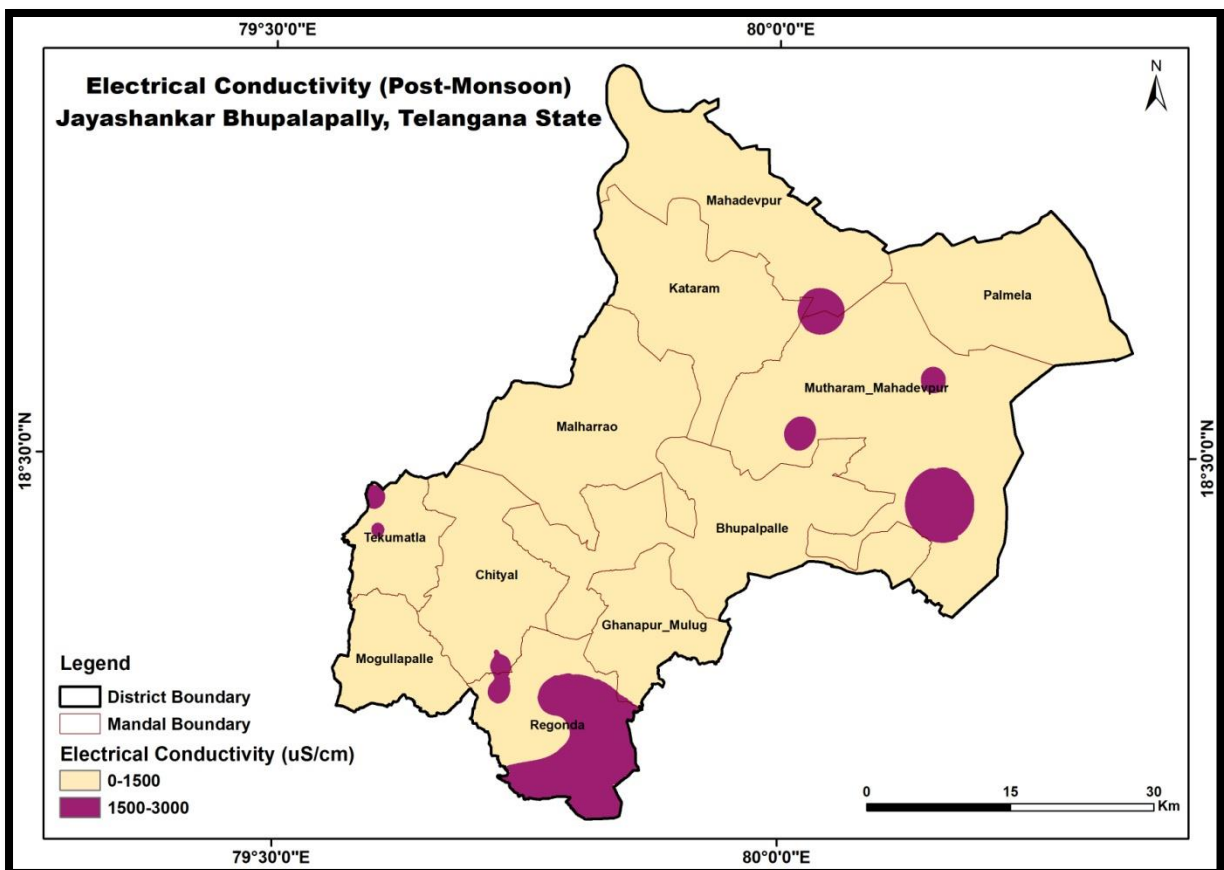 79°30'0"E
80°0'0"E
Electrical Conductivity (Post-Monsoon)
Jayashankar Bhupalapally, Telangana State
N
Mahadevpur
Kataram
Palmela
Mutharam_Mahadevpur
Malharrao
18°30'0"N
18°30'0"N
Bhupalpalle
Tekumatla
Chityal
Ghanapur_Mulug
Mogullapalle
Regonda
Legend
District Boundary
Mandal Boundary
Electrical Conductivity (uS/cm)
0-1500
1500-3000
0 15 30
Km
79°30'0"E
80°0'0"E